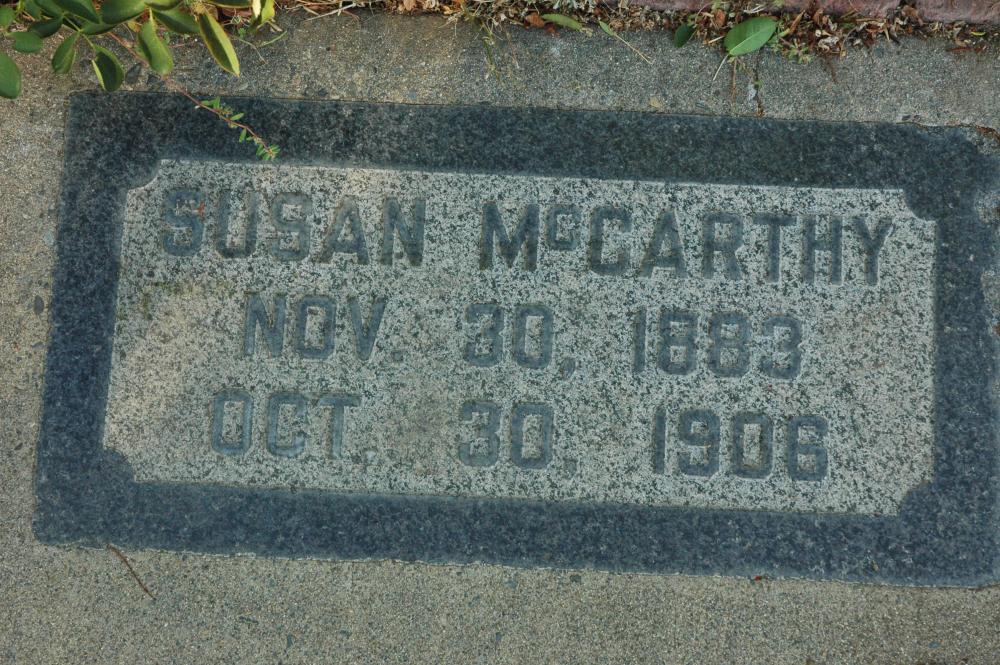 SUSAN McCARTHY
NOV. 30, 1883
OCT. 30, 1906